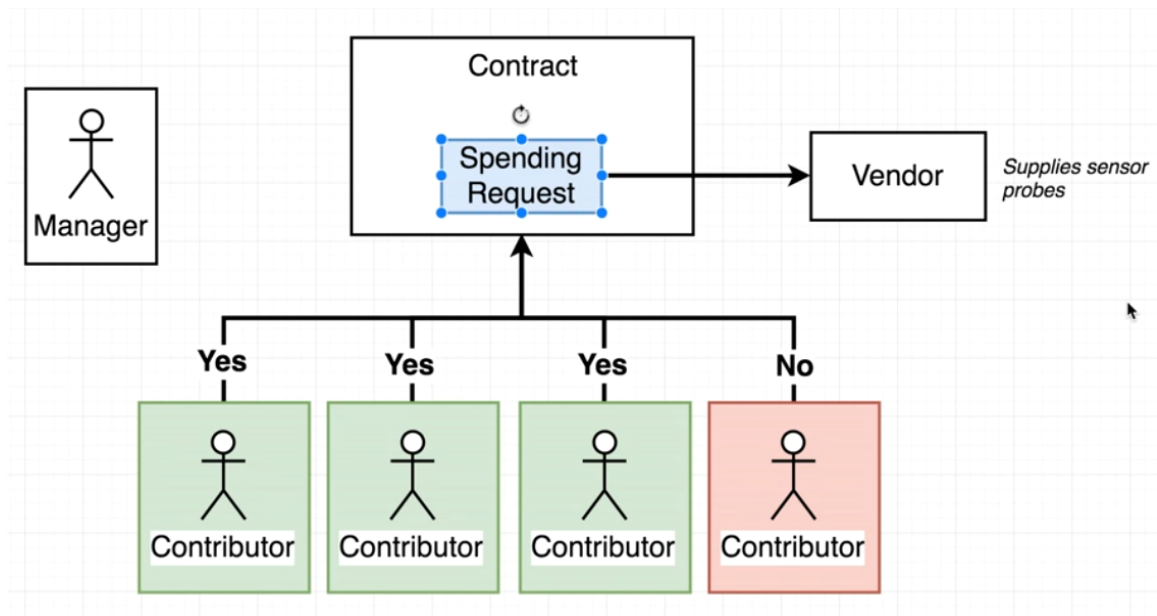 Contract
Spending
Request
Manager
Vendor
Supplies sensor
probes
Yes
Yes
Yes
No
Contributor
Contributor
Contributor
Contributor